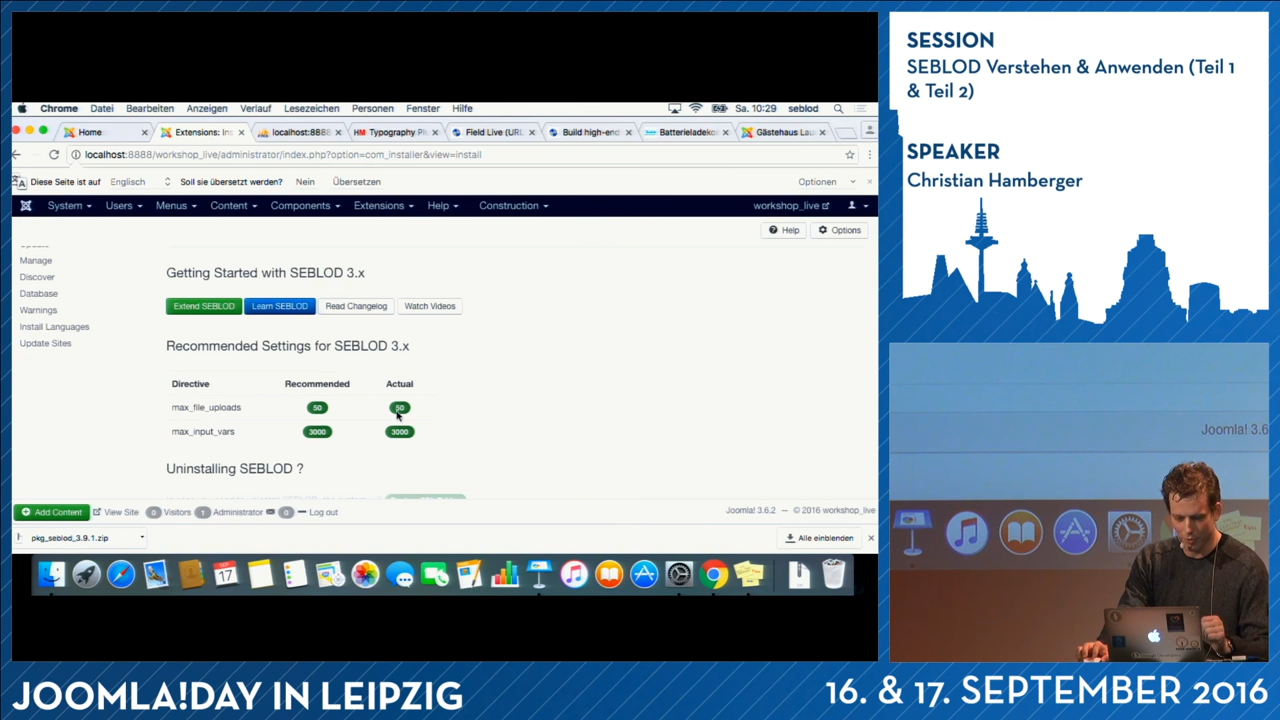 SESSION
SEBLOD Verstehen & Anwenden (Teil 1
& Teil 2)
SPEAKER
Christian Hamberger
Chrome Datei Bearbeiten Anzeigen Verlauf Lesezeichen Personen Fenster Hilfe
Sa. 10:29 seblod
Home
Extensions: Ins
localhost:8888
HM Typography P
Field Live (URL
Build high-end
Batterieladekon
Gästehaus Lau
localhost:8888/workshop_live/administrator/index.php?option=com_installer&view=install
Diese Seite ist auf Englisch Soll sie übersetzt werden? Nein Übersetzen Optionen
System Users Menus Content Components Extensions Help Construction workshop_live
Help Options
Update
Manage
Discover
Database
Warnings
Install Languages
Update Sites
Getting Started with SEBLOD 3.x
Extend SEBLOD Learn SEBLOD Read Changelog Watch Videos
Recommended Settings for SEBLOD 3.x
Directive Recommended Actual
max_file_uploads 50 50
max_input_vars 3000 3000
Uninstalling SEBLOD ?
Add Content View Site 0 Visitors 1 Administrator 0 Log out
Joomla! 3.6.2 — © 2016 workshop_live
pkg_seblod_3.9.1.zip
Alle einblenden
17
Joomla! 3.6
JOOMLA!DAY IN LEIPZIG
16. & 17. SEPTEMBER 2016